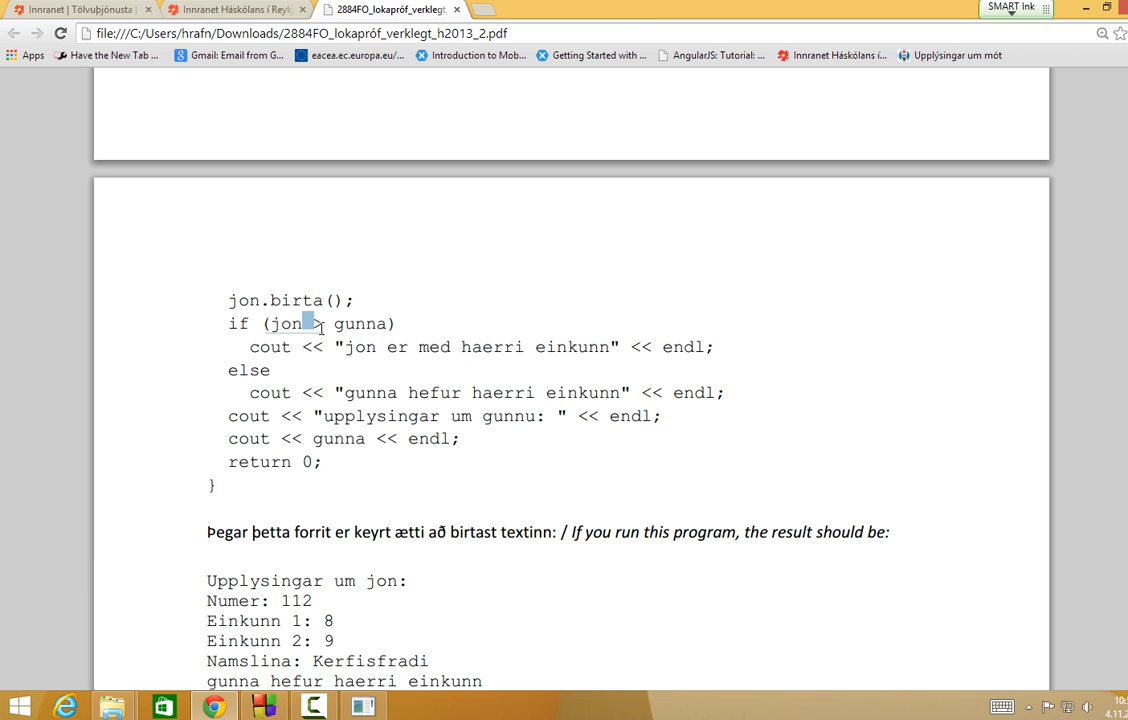 Innranet | Tölvuþjónusta |
Innranet Háskólans í Reyk
2884FO_lokapróf_verklegt
SMART Ink
file:///C:/Users/hrafn/Downloads/2884FO_lokapróf_verklegt_h2013_2.pdf
Apps
Have the New Tab ...
Gmail: Email from G...
eacea.ec.europa.eu/...
Introduction to Mob...
Getting Started with ...
AngularJS: Tutorial: ...
Innranet Háskólans í...
Upplýsingar um mót
jon.birta();
if (jon > gunna)
cout << "jon er med haerri einkunn" << endl;
else
cout << "gunna hefur haerri einkunn" << endl;
cout << "upplysingar um gunnu: " << endl;
cout << gunna << endl;
return 0;
}
Þegar þetta forrit er keyrt ætti að birtast textinn: / If you run this program, the result should be:
Upplysingar um jon:
Numer: 112
Einkunn 1: 8
Einkunn 2: 9
Namslina: Kerfisfradi
gunna hefur haerri einkunn